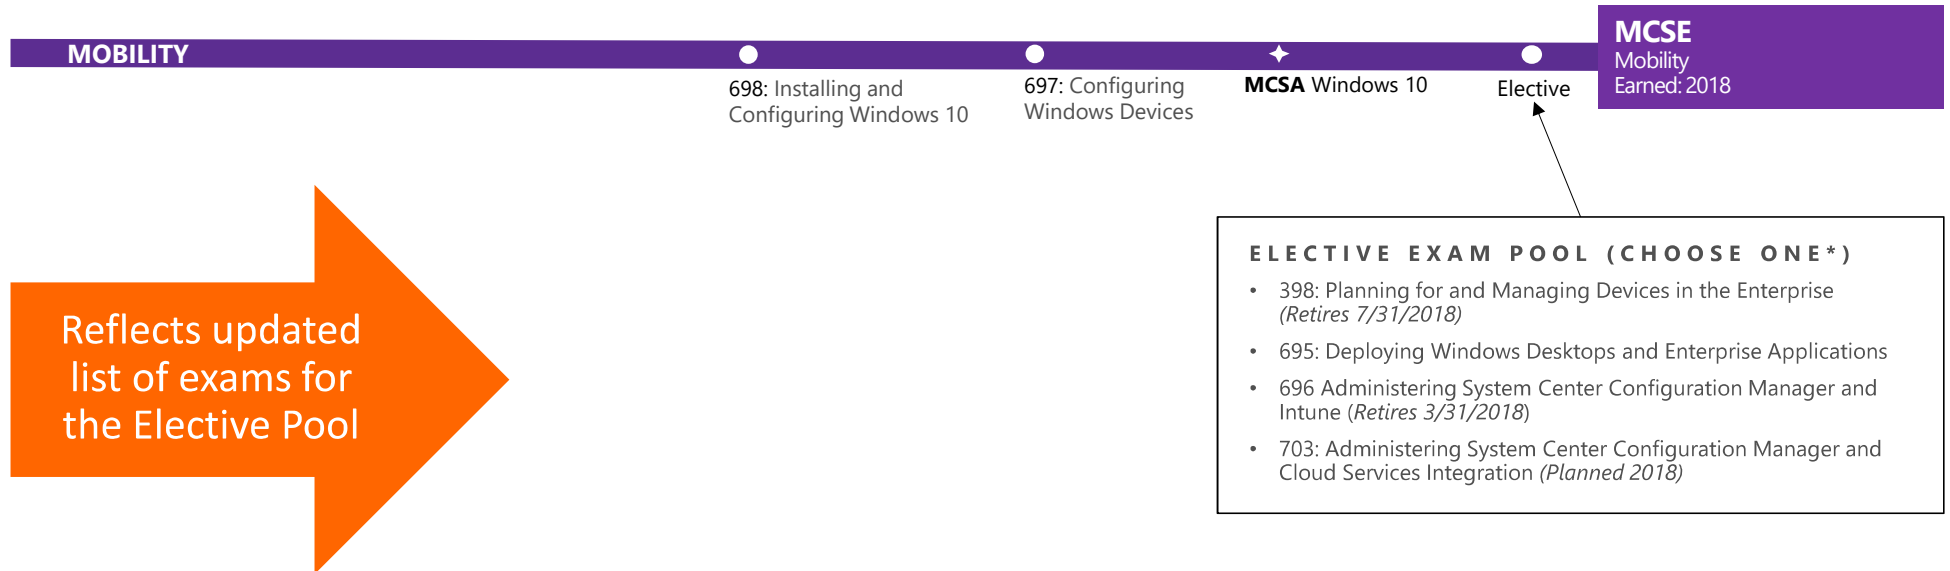 MOBILITY
698: Installing and
Configuring Windows 10
697: Configuring
Windows Devices
MCSA Windows 10
Elective
MCSE
Mobility
Earned: 2018
Reflects updated
list of exams for
the Elective Pool
ELECTIVE EXAM POOL (CHOOSE ONE*)
• 398: Planning for and Managing Devices in the Enterprise
(Retires 7/31/2018)
• 695: Deploying Windows Desktops and Enterprise Applications
• 696 Administering System Center Configuration Manager and
Intune (Retires 3/31/2018)
• 703: Administering System Center Configuration Manager and
Cloud Services Integration (Planned 2018)